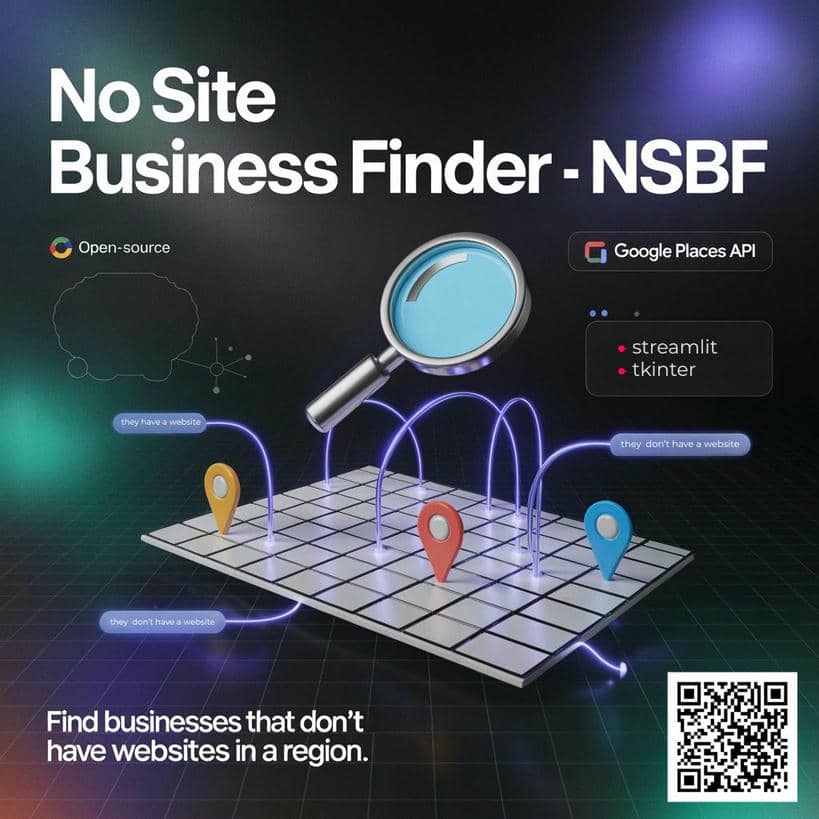 No Site
Business Finder - NSBF
Open-source
Google Places API
streamlit
tkinter
they have a website
they don't have a website
they don't have a website
Find businesses that don't
have websites in a region.